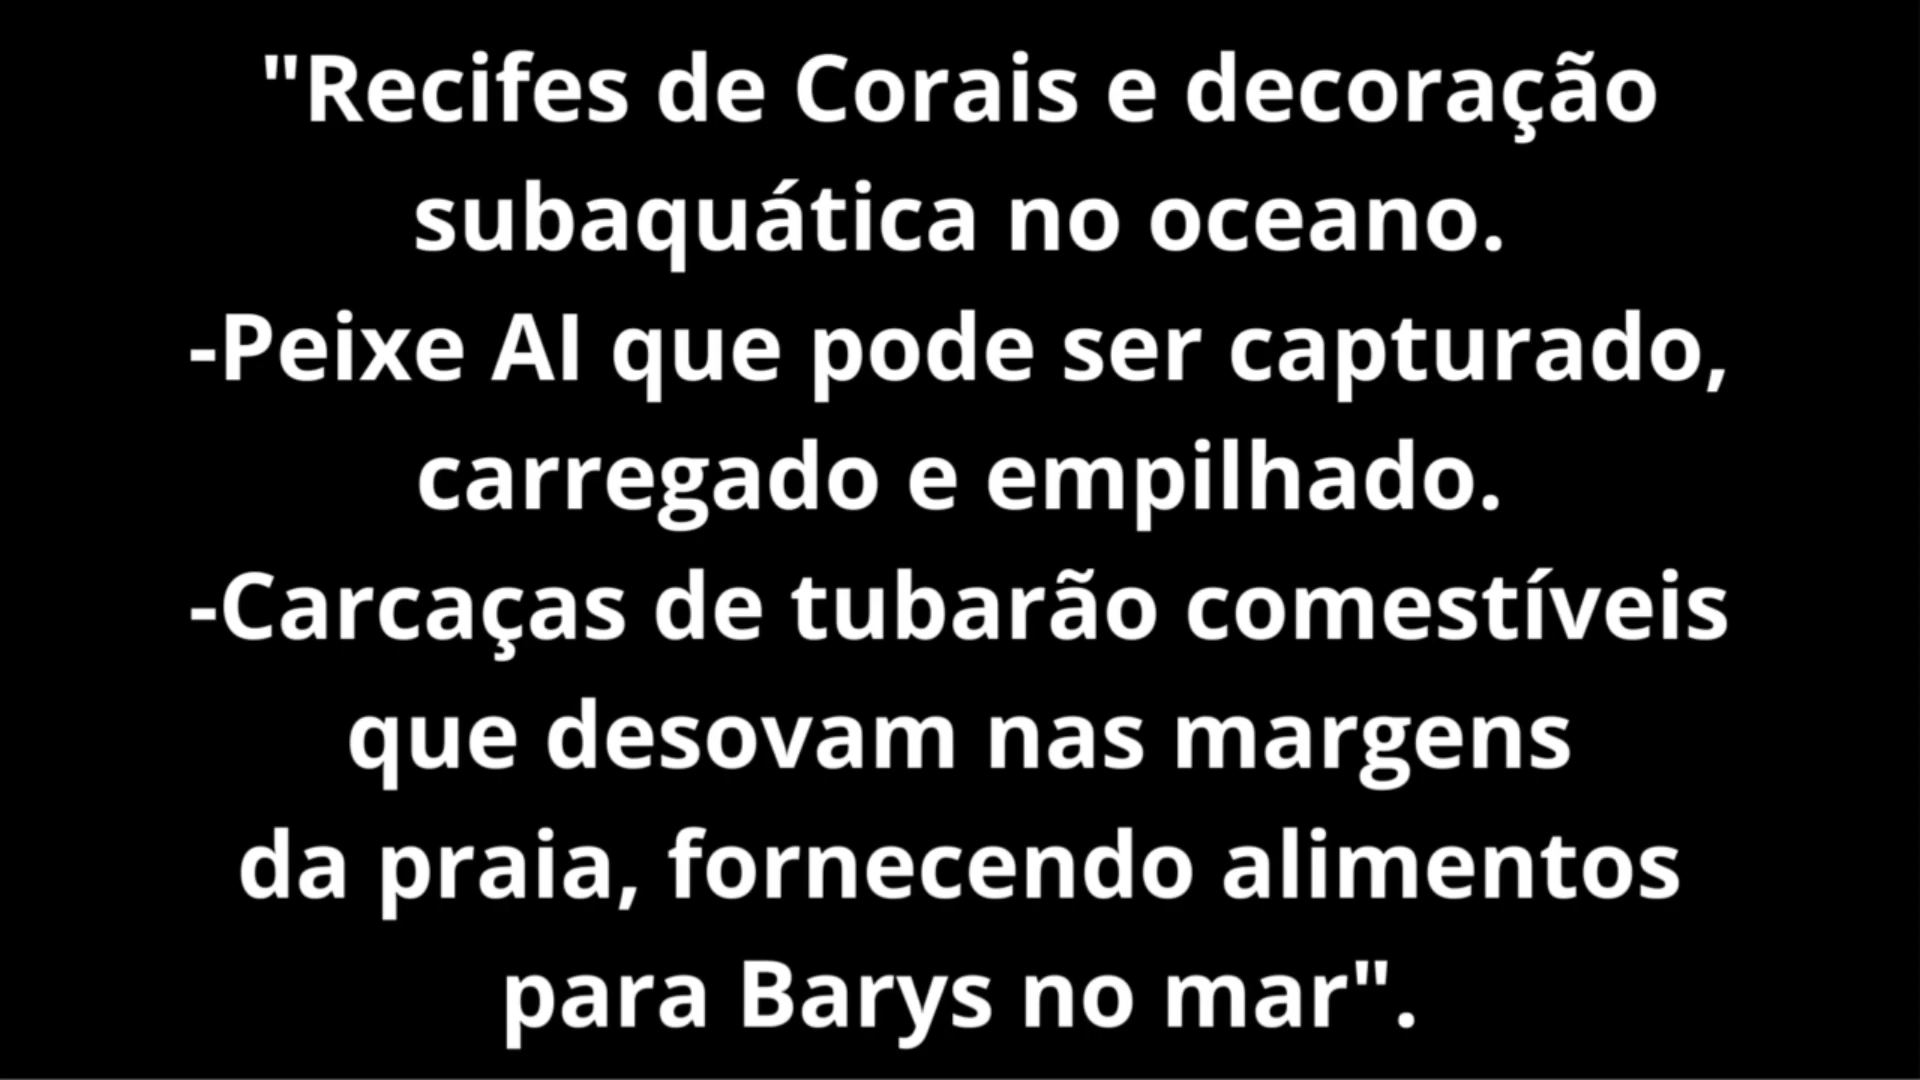 "Recifes de Corais e decoração
subaquática no oceano.
-Peixe AI que pode ser capturado,
carregado e empilhado.
-Carcaças de tubarão comestíveis
que desovam nas margens
da praia, fornecendo alimentos
para Barys no mar".